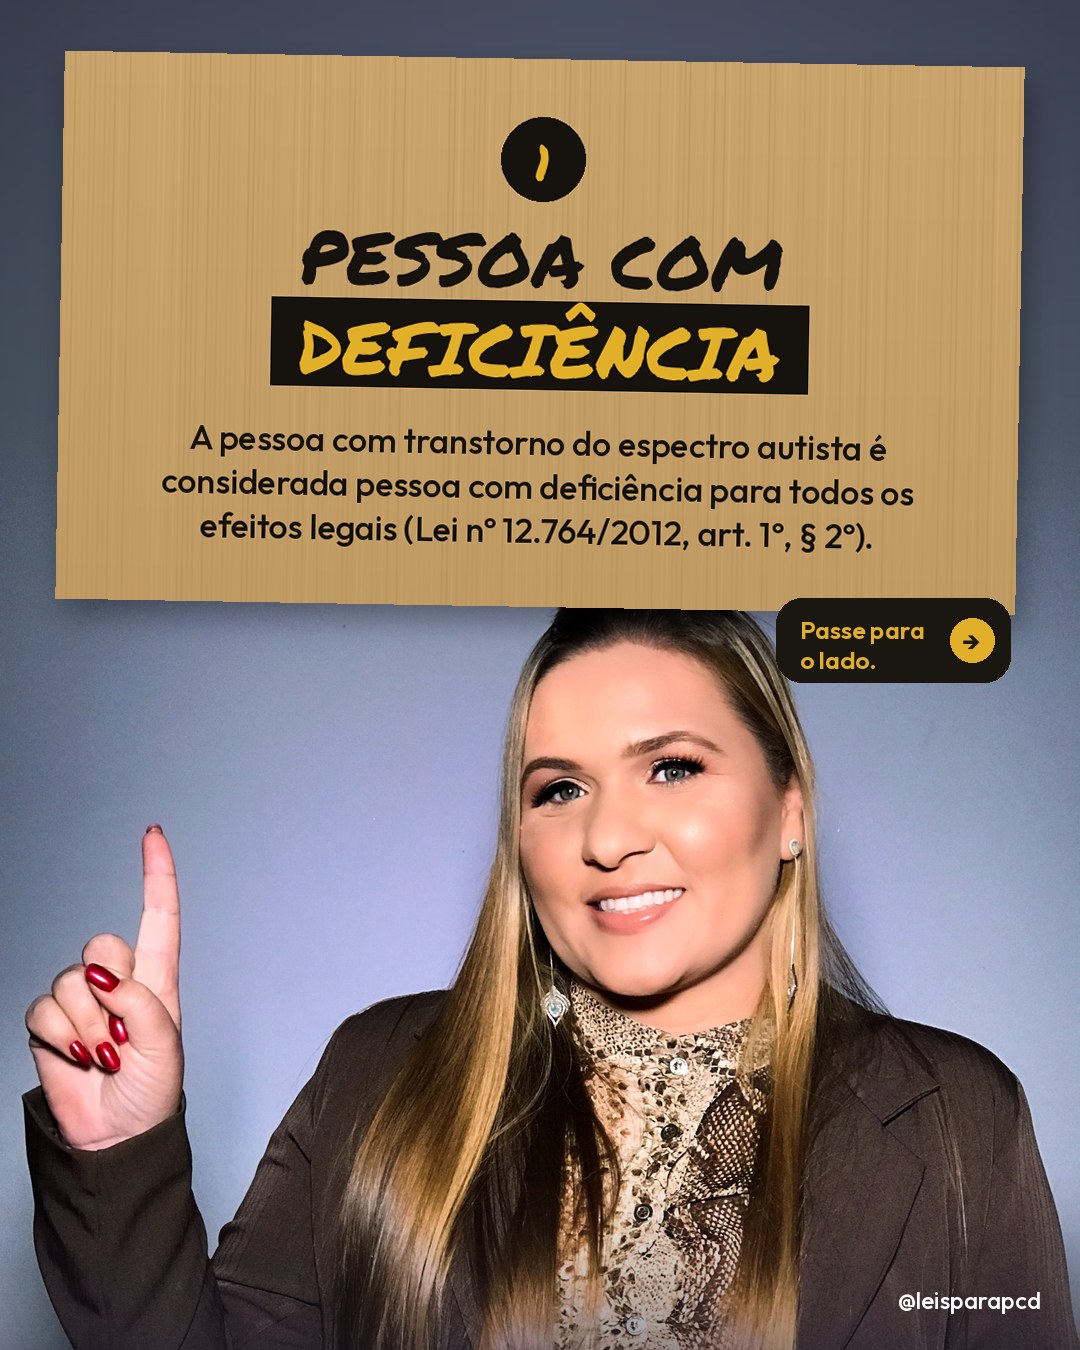 1
PESSOA COM
DEFICIÊNCIA
A pessoa com transtorno do espectro autista é
considerada pessoa com deficiência para todos os
efeitos legais (Lei nº 12.764/2012, art. 1º, § 2º).
Passe para
o lado.
@leisparapcd